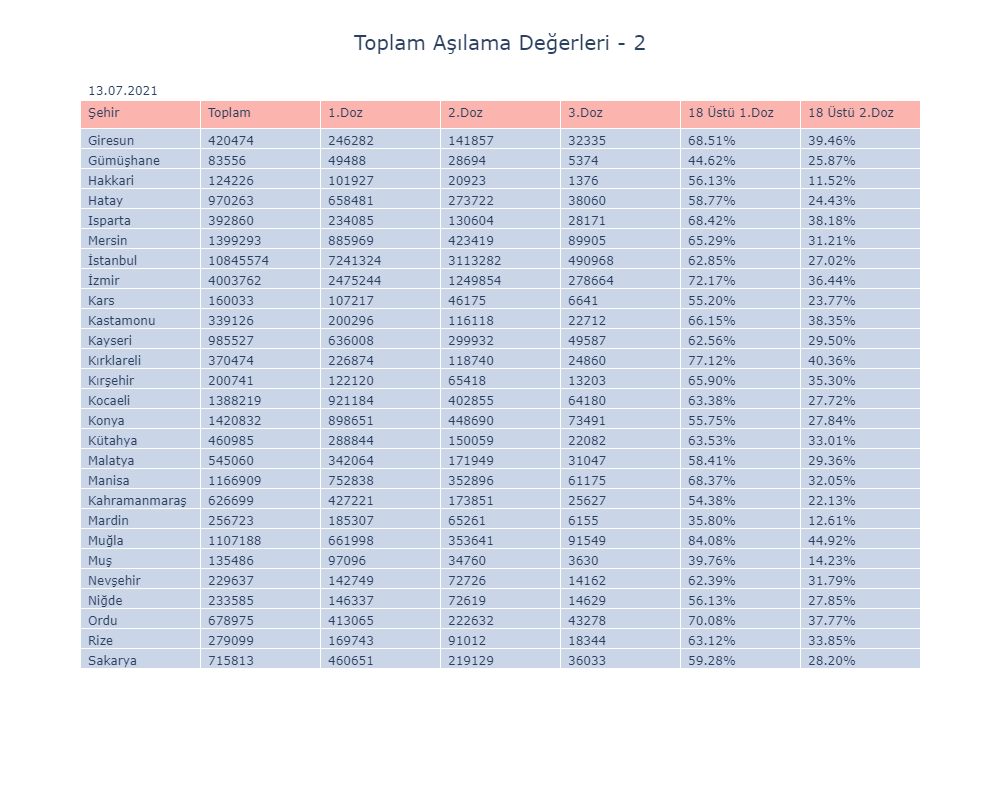 Toplam Aşılama Değerleri - 2
13.07.2021
Şehir Toplam 1.Doz 2.Doz 3.Doz 18 Üstü 1.Doz 18 Üstü 2.Doz
Giresun 420474 246282 141857 32335 68.51% 39.46%
Gümüşhane 83556 49488 28694 5374 44.62% 25.87%
Hakkari 124226 101927 20923 1376 56.13% 11.52%
Hatay 970263 658481 273722 38060 58.77% 24.43%
Isparta 392860 234085 130604 28171 68.42% 38.18%
Mersin 1399293 885969 423419 89905 65.29% 31.21%
İstanbul 10845574 7241324 3113282 490968 62.85% 27.02%
İzmir 4003762 2475244 1249854 278664 72.17% 36.44%
Kars 160033 107217 46175 6641 55.20% 23.77%
Kastamonu 339126 200296 116118 22712 66.15% 38.35%
Kayseri 985527 636008 299932 49587 62.56% 29.50%
Kırklareli 370474 226874 118740 24860 77.12% 40.36%
Kırşehir 200741 122120 65418 13203 65.90% 35.30%
Kocaeli 1388219 921184 402855 64180 63.38% 27.72%
Konya 1420832 898651 448690 73491 55.75% 27.84%
Kütahya 460985 288844 150059 22082 63.53% 33.01%
Malatya 545060 342064 171949 31047 58.41% 29.36%
Manisa 1166909 752838 352896 61175 68.37% 32.05%
Kahramanmaraş 626699 427221 173851 25627 54.38% 22.13%
Mardin 256723 185307 65261 6155 35.80% 12.61%
Muğla 1107188 661998 353641 91549 84.08% 44.92%
Muş 135486 97096 34760 3630 39.76% 14.23%
Nevşehir 229637 142749 72726 14162 62.39% 31.79%
Niğde 233585 146337 72619 14629 56.13% 27.85%
Ordu 678975 413065 222632 43278 70.08% 37.77%
Rize 279099 169743 91012 18344 63.12% 33.85%
Sakarya 715813 460651 219129 36033 59.28% 28.20%